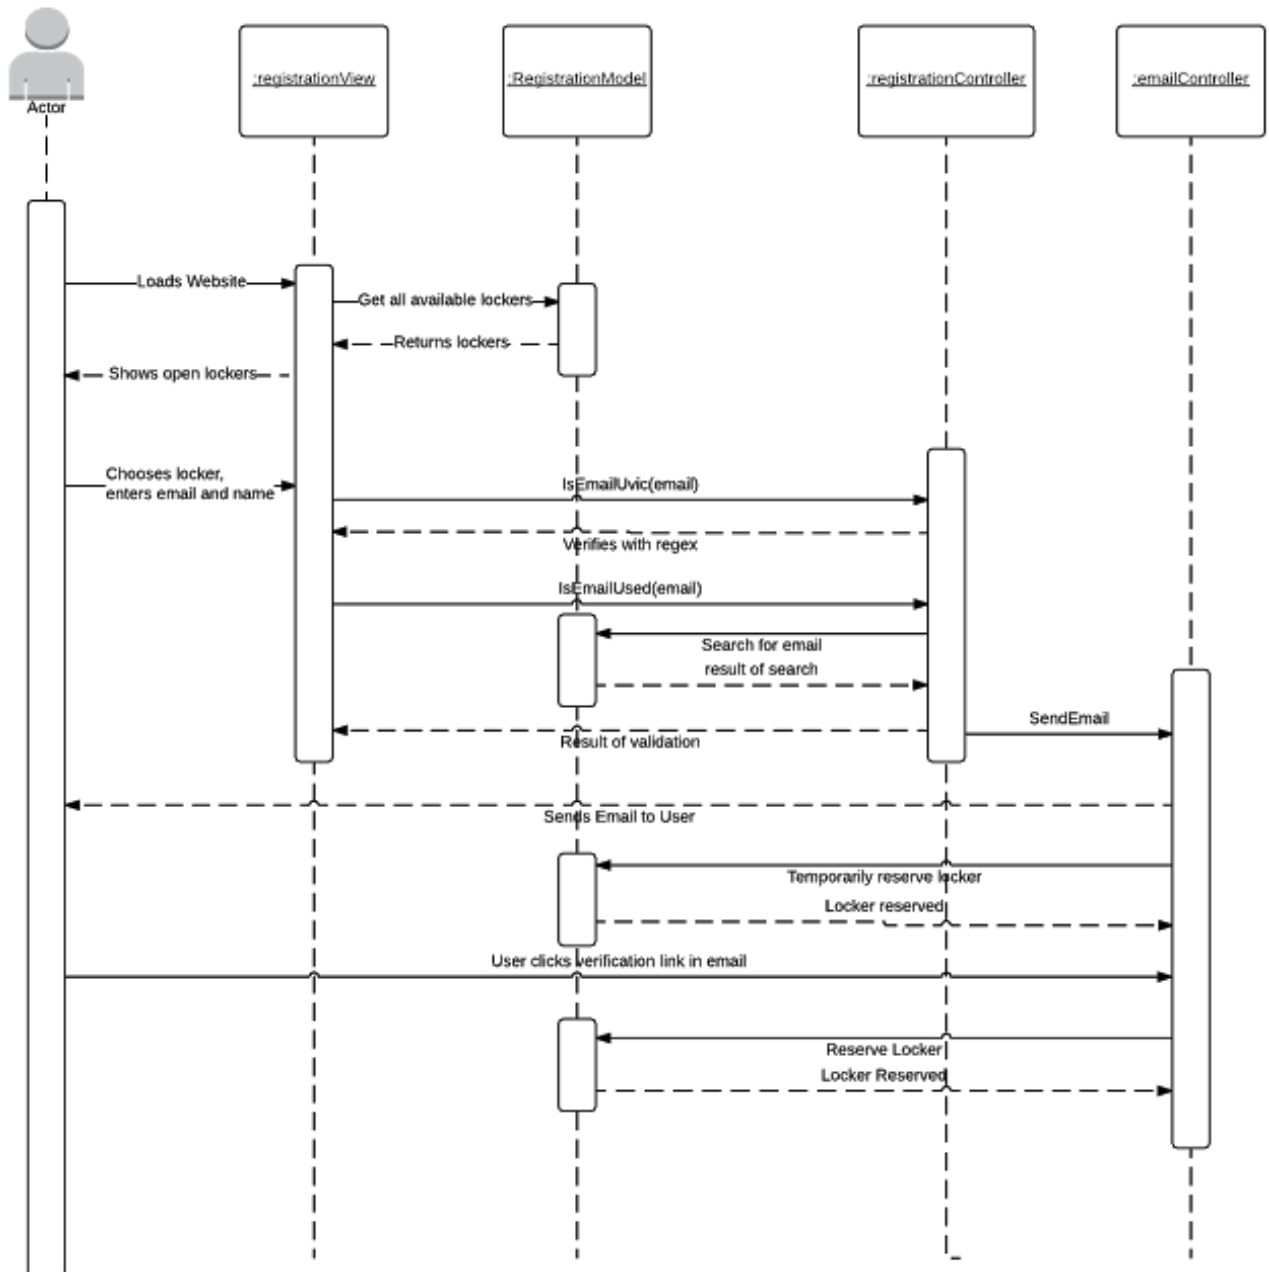 :registrationView
:RegistrationModel
:registrationController
:emailController
Actor
Loads Website
Get all available lockers
Returns lockers
Shows open lockers
Chooses locker,
enters email and name
IsEmailUvic(email)
Verifies with regex
IsEmailUsed(email)
Search for email
result of search
SendEmail
Result of validation
Sends Email to User
Temporarily reserve locker
Locker reserved
User clicks verification link in email
Reserve Locker
Locker Reserved